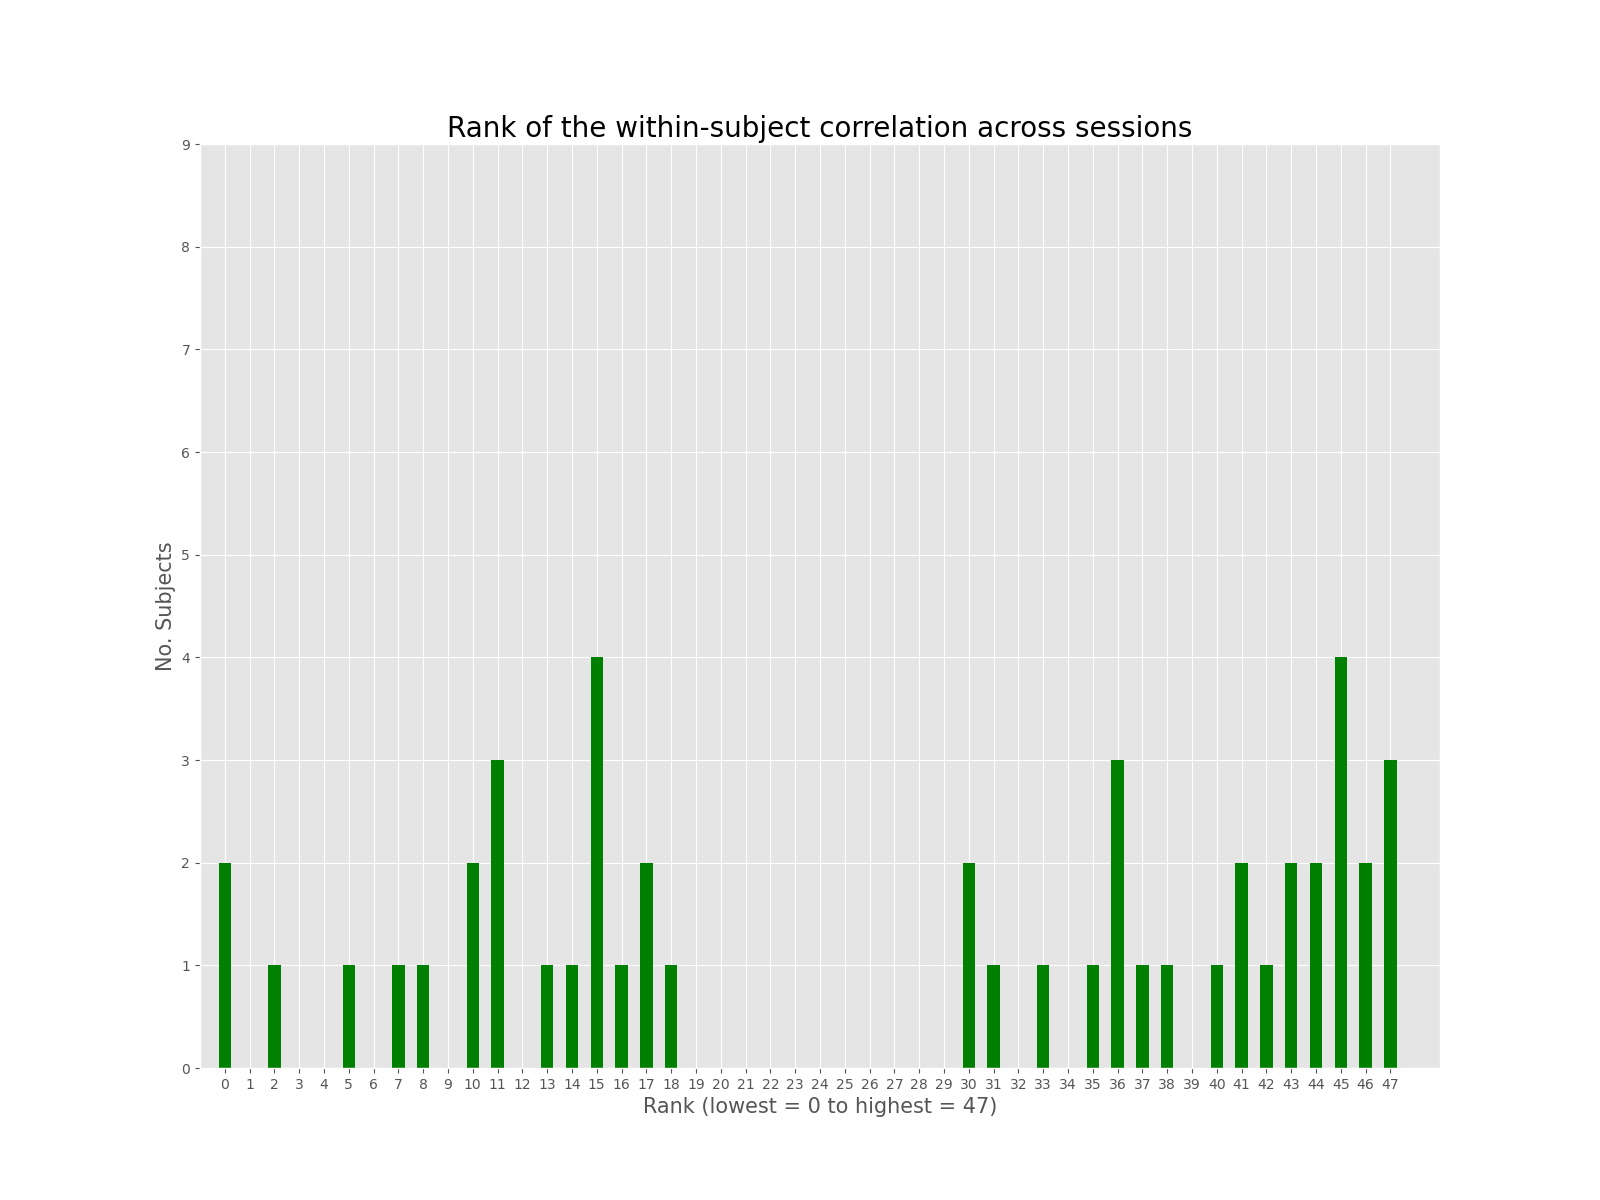 Rank of the within-subject correlation across sessions
9
8
7
6
5
4
3
2
1
0
No. Subjects
0 1 2 3 4 5 6 7 8 9 10 11 12 13 14 15 16 17 18 19 20 21 22 23 24 25 26 27 28 29 30 31 32 33 34 35 36 37 38 39 40 41 42 43 44 45 46 47
Rank (lowest = 0 to highest = 47)